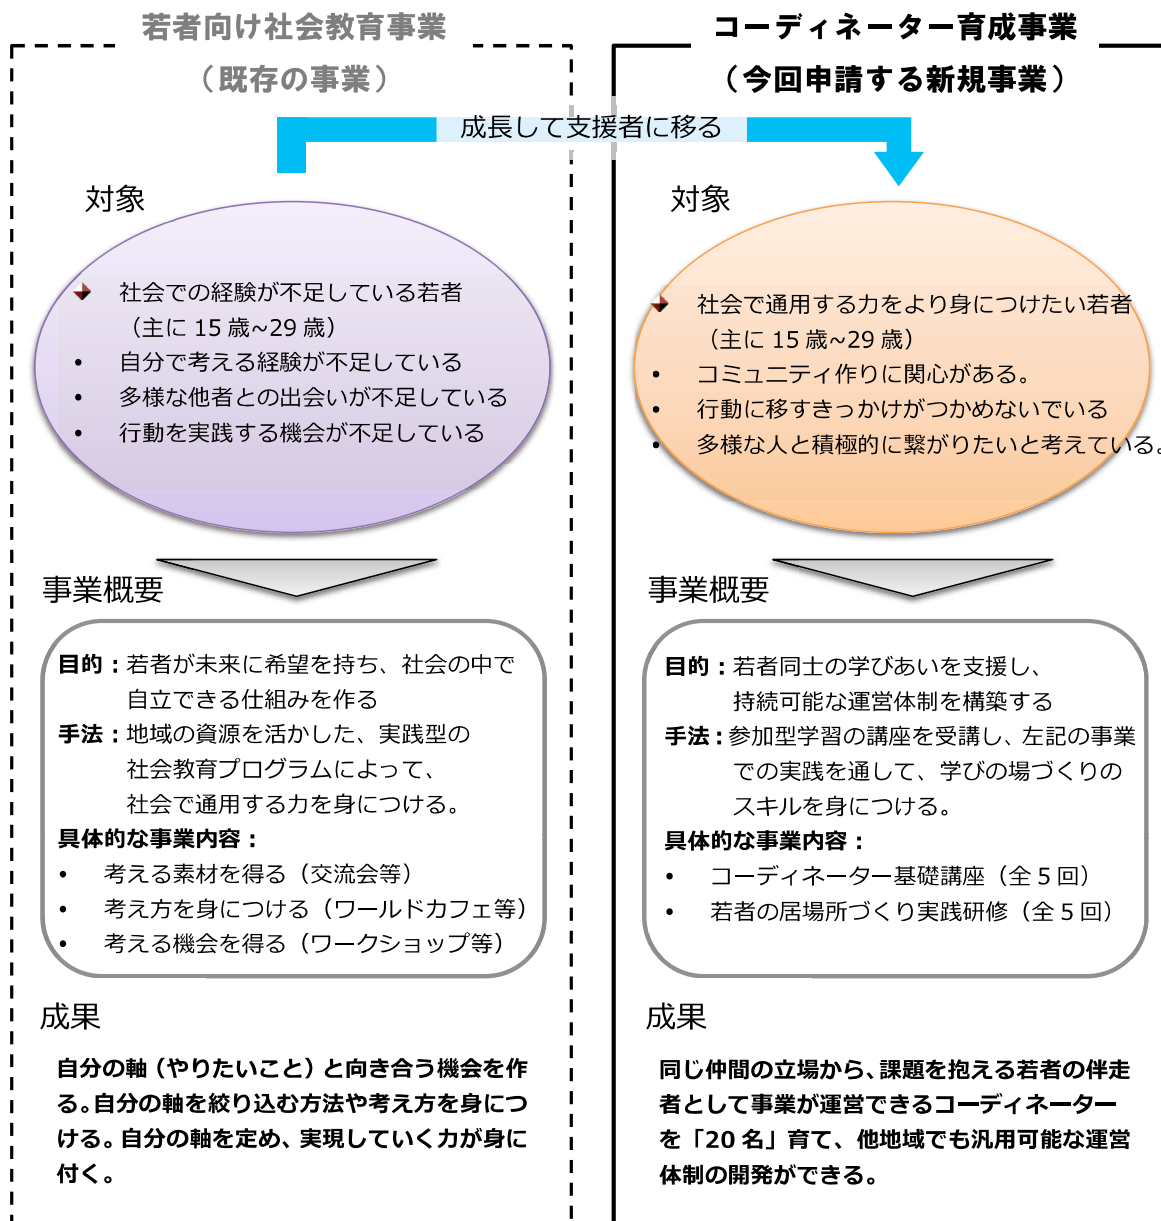 若者向け社会教育事業
（既存の事業）
コーディネーター育成事業
（今回申請する新規事業）
成長して支援者に移る
対象
社会での経験が不足している若者
（主に 15 歳~29 歳）
• 自分で考える経験が不足している
• 多様な他者との出会いが不足している
• 行動を実践する機会が不足している
事業概要
目的：若者が未来に希望を持ち、社会の中で
自立できる仕組みを作る
手法：地域の資源を活かした、実践型の
社会教育プログラムによって、
社会で通用する力を身につける。
具体的な事業内容：
• 考える素材を得る（交流会等）
• 考え方を身につける（ワールドカフェ等）
• 考える機会を得る（ワークショップ等）
成果
自分の軸（やりたいこと）と向き合う機会を作
る。自分の軸を絞り込む方法や考え方を身につ
ける。自分の軸を定め、実現していく力が身に
付く。
対象
社会で通用する力をより身につけたい若者
（主に 15 歳~29 歳）
• コミュニティ作りに関心がある。
• 行動に移すきっかけがつかめないでいる
• 多様な人と積極的に繋がりたいと考えている。
事業概要
目的：若者同士の学びあいを支援し、
持続可能な運営体制を構築する
手法：参加型学習の講座を受講し、左記の事業
での実践を通して、学びの場づくりの
スキルを身につける。
具体的な事業内容：
• コーディネーター基礎講座（全 5 回）
• 若者の居場所づくり実践研修（全 5 回）
成果
同じ仲間の立場から、課題を抱える若者の伴走
者として事業が運営できるコーディネーター
を「20 名」育て、他地域でも汎用可能な運営
体制の開発ができる。